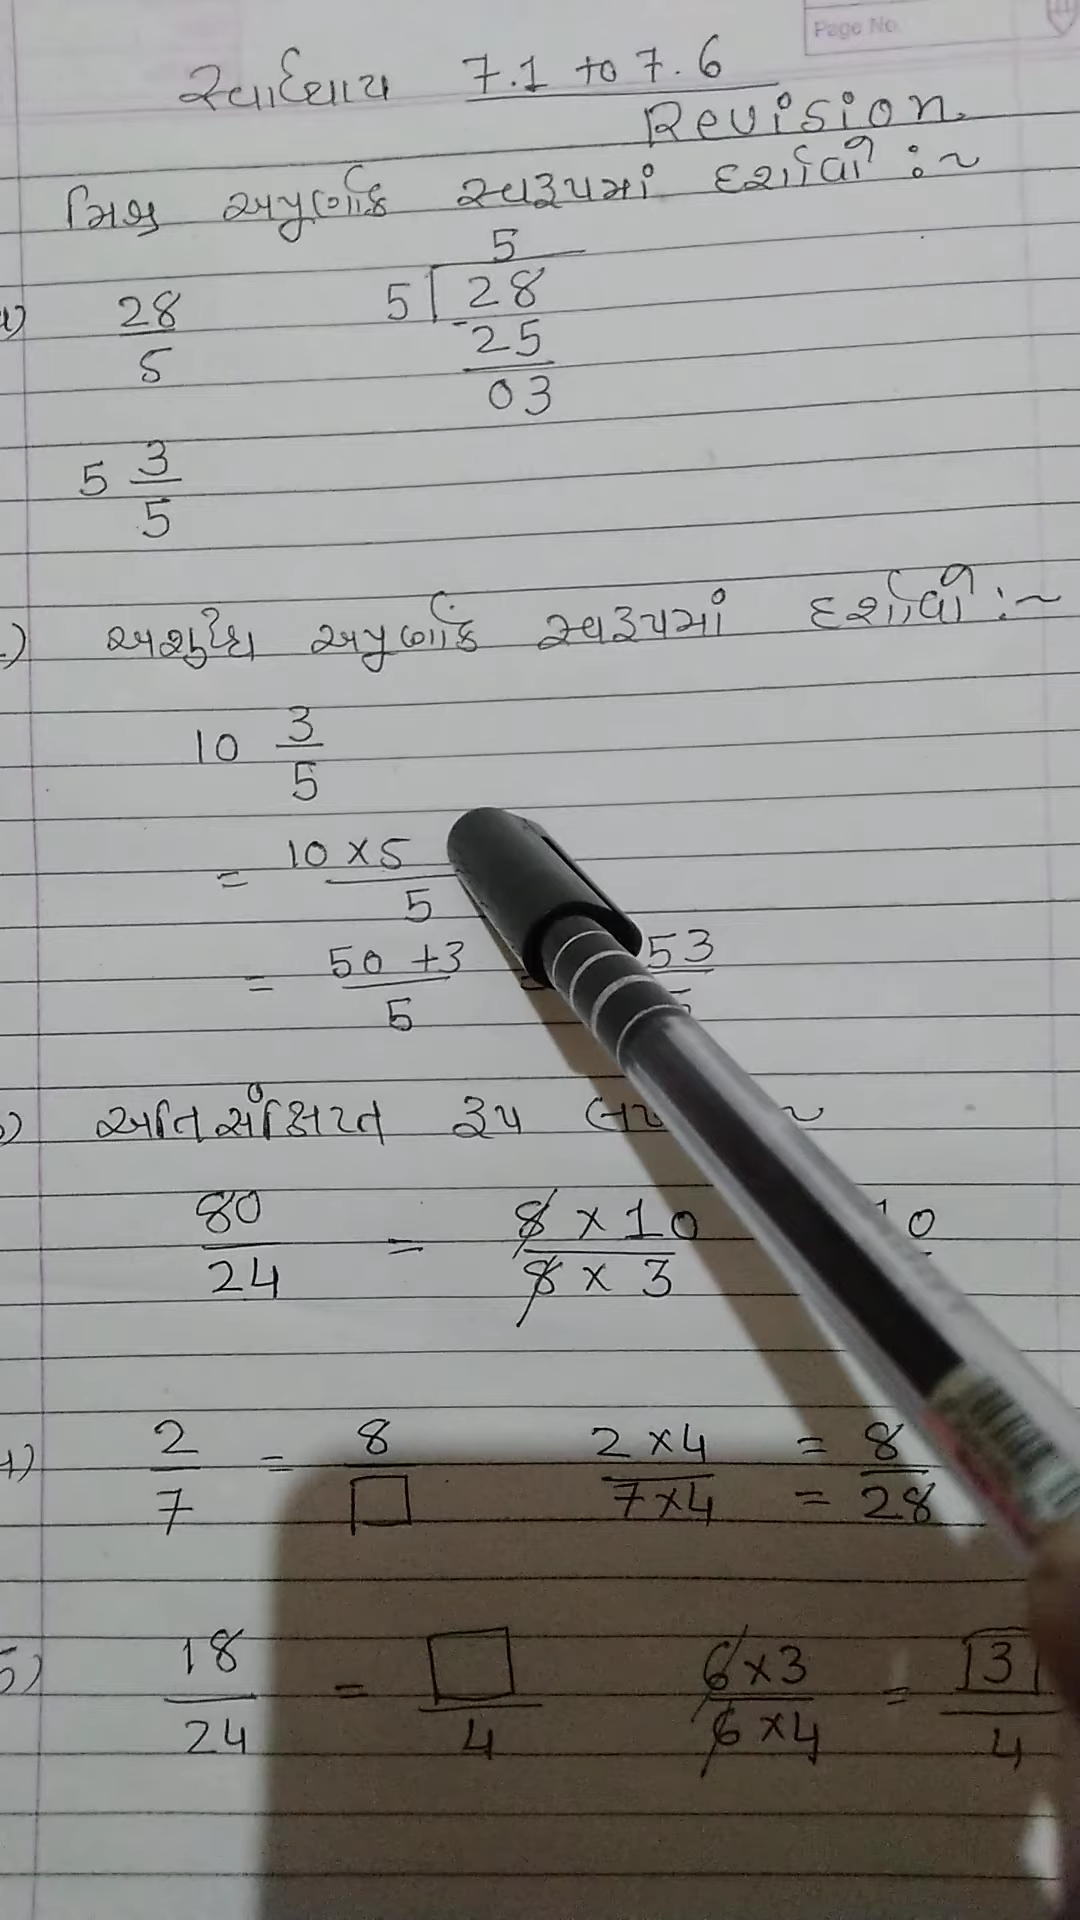 Page No.
સ્વાધ્યાય 7.1 to 7.6
Revision
મિશ્ર અપૂર્ણાંક સ્વરૂપમાં દર્શાવો :~
28/5
5
5 28
- 25
03
5 3/5
અશુદ્ધ અપૂર્ણાંક સ્વરૂપમાં દર્શાવો :~
10 3/5
= 10 × 5 / 5
= 50 + 3 / 5 = 53/5
અતિસંક્ષિપ્ત રૂપ
80/24 = 8 × 10 / 8 × 3 10
4) 2/7 = 8/□ 2 × 4 / 7 × 4 = 8 / = 28
5) 18/24 = □/4 6 × 3 / 6 × 4 = 3/4